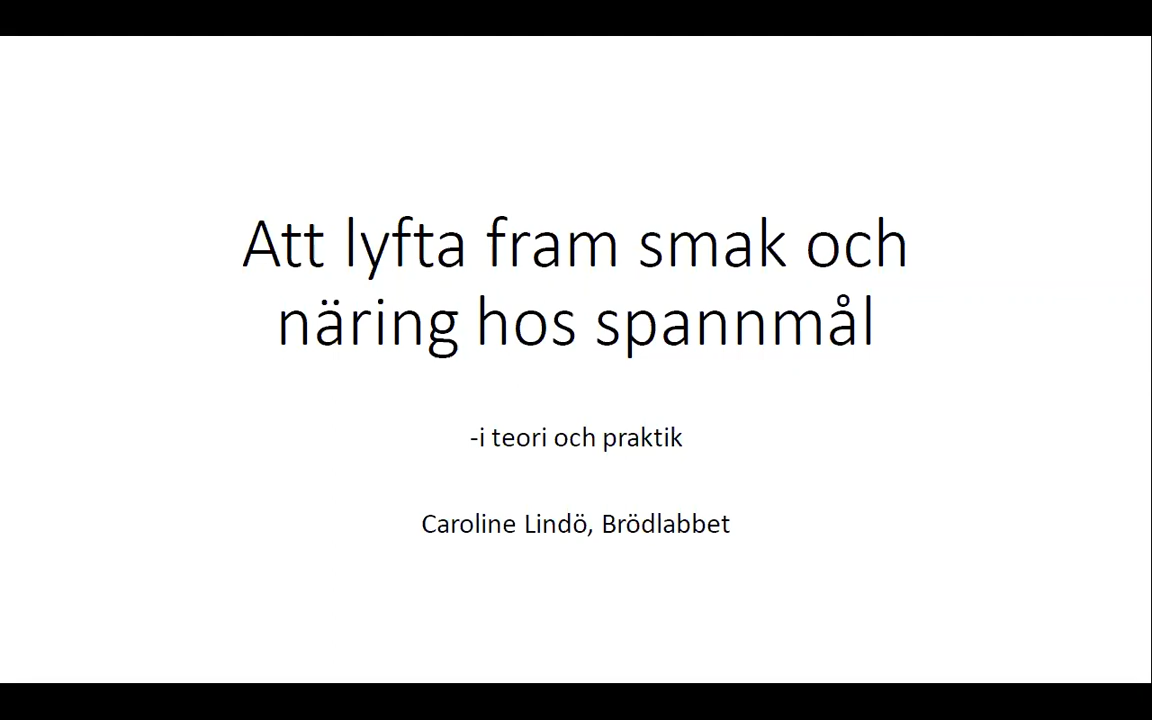 Att lyfta fram smak och
näring hos spannmål
-i teori och praktik
Caroline Lindö, Brödlabbet